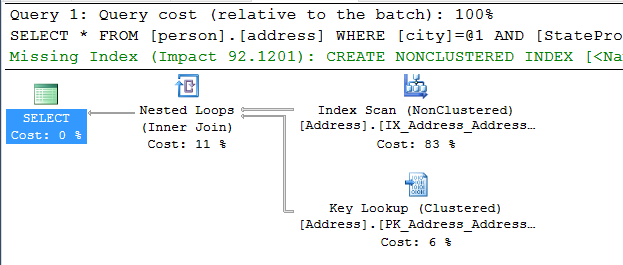 Query 1: Query cost (relative to the batch): 100%
SELECT * FROM [person].[address] WHERE [city]=@1 AND [StatePro
Missing Index (Impact 92.1201): CREATE NONCLUSTERED INDEX [<Na
SELECT
Cost: 0 %
Nested Loops
(Inner Join)
Cost: 11 %
Index Scan (NonClustered)
[Address].[IX_Address_Address…
Cost: 83 %
Key Lookup (Clustered)
[Address].[PK_Address_Address…
Cost: 6 %